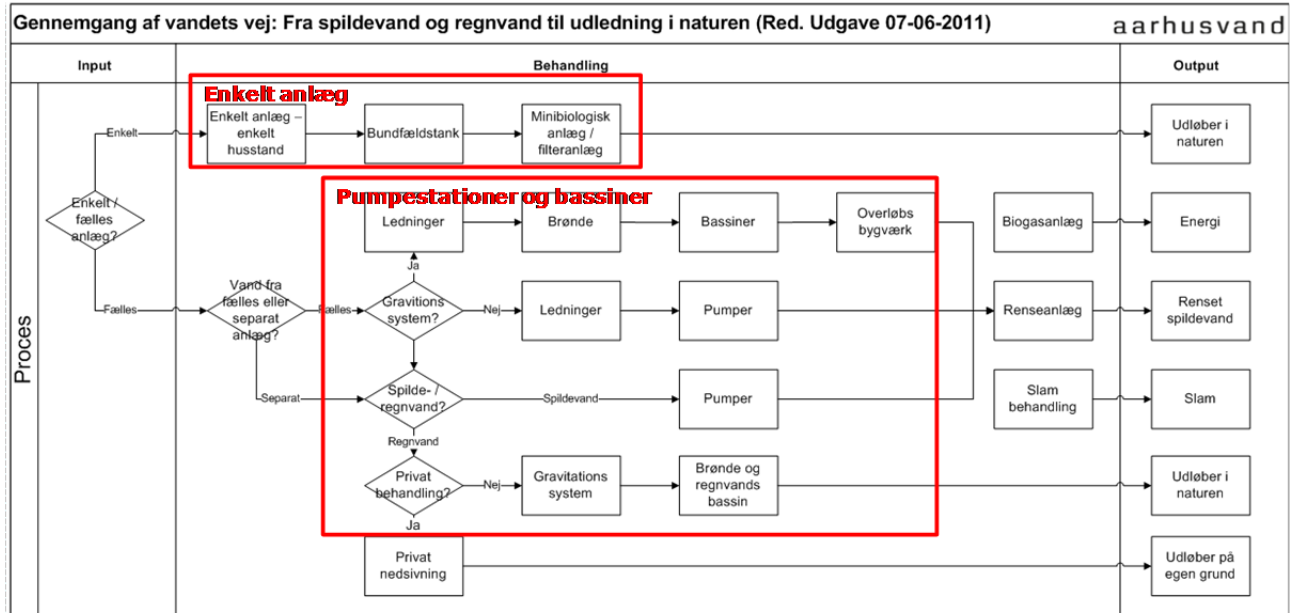 Gennemgang af vandets vej: Fra spildevand og regnvand til udledning i naturen (Red. Udgave 07-06-2011)
aarhusvand
Input
Behandling
Output
Proces
Enkelt anlæg
Enkelt
Enkelt anlæg –
enkelt
husstand
Bundfældstank
Minibiologisk
anlæg /
filteranlæg
Udløber i
naturen
Enkelt /
fælles
anlæg?
Pumpestationer og bassiner
Ledninger
Brønde
Bassiner
Overløbs
bygværk
Biogasanlæg
Energi
Ja
Fælles
Vand fra
fælles eller
separat
anlæg?
Fælles
Gravitions
system?
Nej
Ledninger
Pumper
Renseanlæg
Renset
spildevand
Separat
Spilde- /
regnvand?
Spildevand
Pumper
Slam
behandling
Slam
Regnvand
Privat
behandling?
Nej
Gravitations
system
Brønde og
regnvands
bassin
Udløber i
naturen
Ja
Privat
nedsivning
Udløber på
egen grund